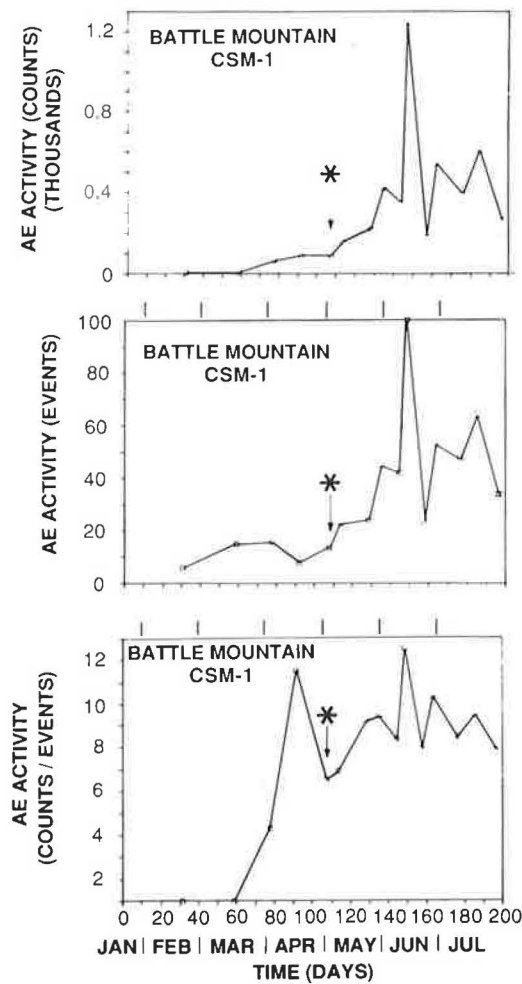 AE ACTIVITY (COUNTS)
(THOUSANDS)
1.2
0.8
0.4
0
BATTLE MOUNTAIN
CSM-1
*
AE ACTIVITY (EVENTS)
100
80
60
40
20
0
BATTLE MOUNTAIN
CSM-1
*
AE ACTIVITY
(COUNTS / EVENTS)
12
10
8
6
4
2
BATTLE MOUNTAIN
CSM-1
*
0 20 40 60 80 100 120 140 160 180 200
JAN | FEB | MAR | APR | MAY | JUN | JUL
TIME (DAYS)